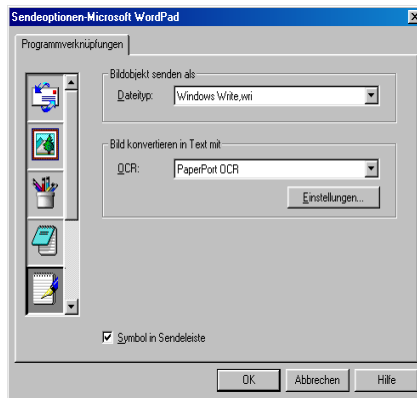 Sendeoptionen-Microsoft WordPad
Programmverknüpfungen
Bildobjekt senden als
Dateityp: Windows Write,wri
Bild konvertieren in Text mit
OCR: PaperPort OCR
Einstellungen...
Symbol in Sendeleiste
OK Abbrechen Hilfe